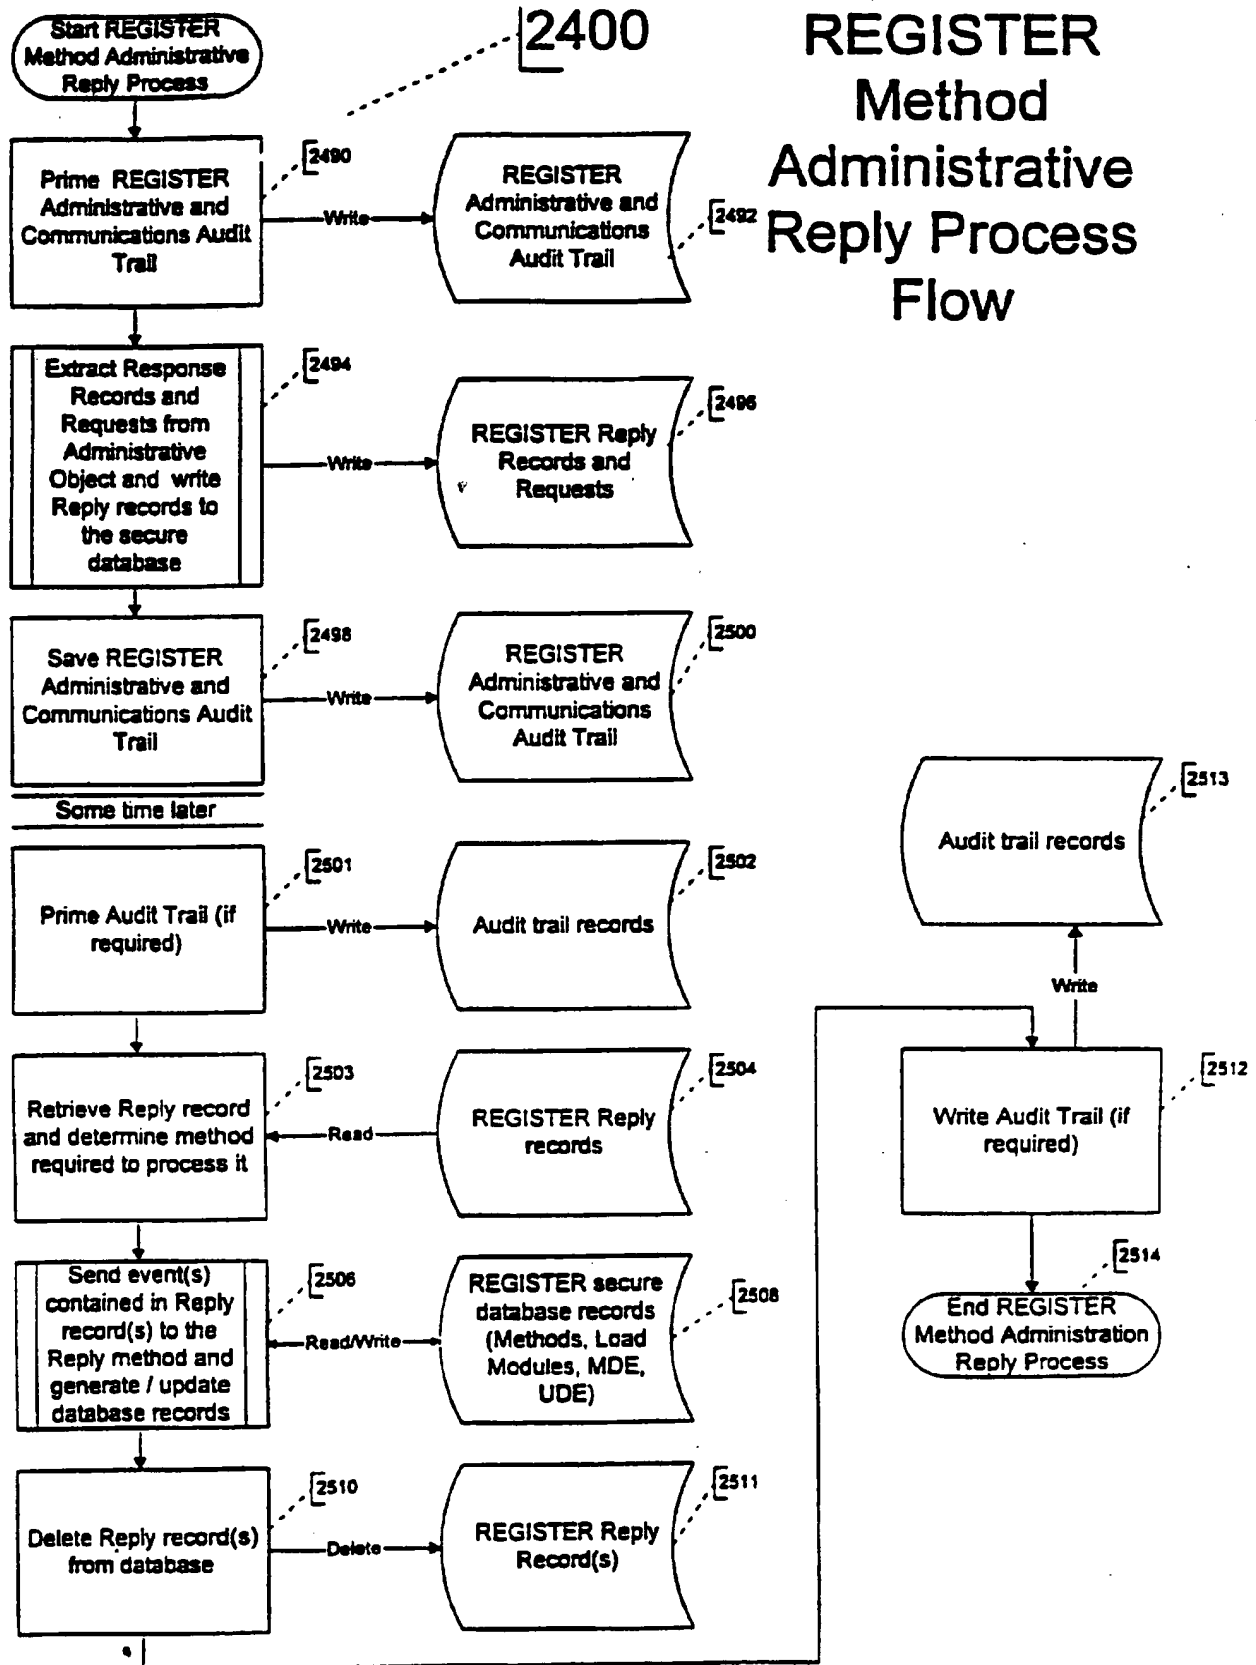 Start REGISTER
Method Administrative
Reply Process
2400
REGISTER
Method
Administrative
Reply Process
Flow
Prime REGISTER
Administrative and
Communications Audit
Trail
2490
Write
REGISTER
Administrative and
Communications
Audit Trail
2492
Extract Response
Records and
Requests from
Administrative
Object and write
Reply records to
the secure
database
2494
Write
REGISTER Reply
Records and
Requests
2496
Save REGISTER
Administrative and
Communications Audit
Trail
2498
Write
REGISTER
Administrative and
Communications
Audit Trail
2500
Some time later
Prime Audit Trail (if
required)
2501
Write
Audit trail records
2502
Retrieve Reply record
and determine method
required to process it
2503
Read
REGISTER Reply
records
2504
Send event(s)
contained in Reply
record(s) to the
Reply method and
generate / update
database records
2506
Read/Write
REGISTER secure
database records
(Methods, Load
Modules, MDE,
UDE)
2508
Delete Reply record(s)
from database
2510
Delete
REGISTER Reply
Record(s)
2511
Audit trail records
2513
Write
Write Audit Trail (if
required)
2512
2514
End REGISTER
Method Administration
Reply Process